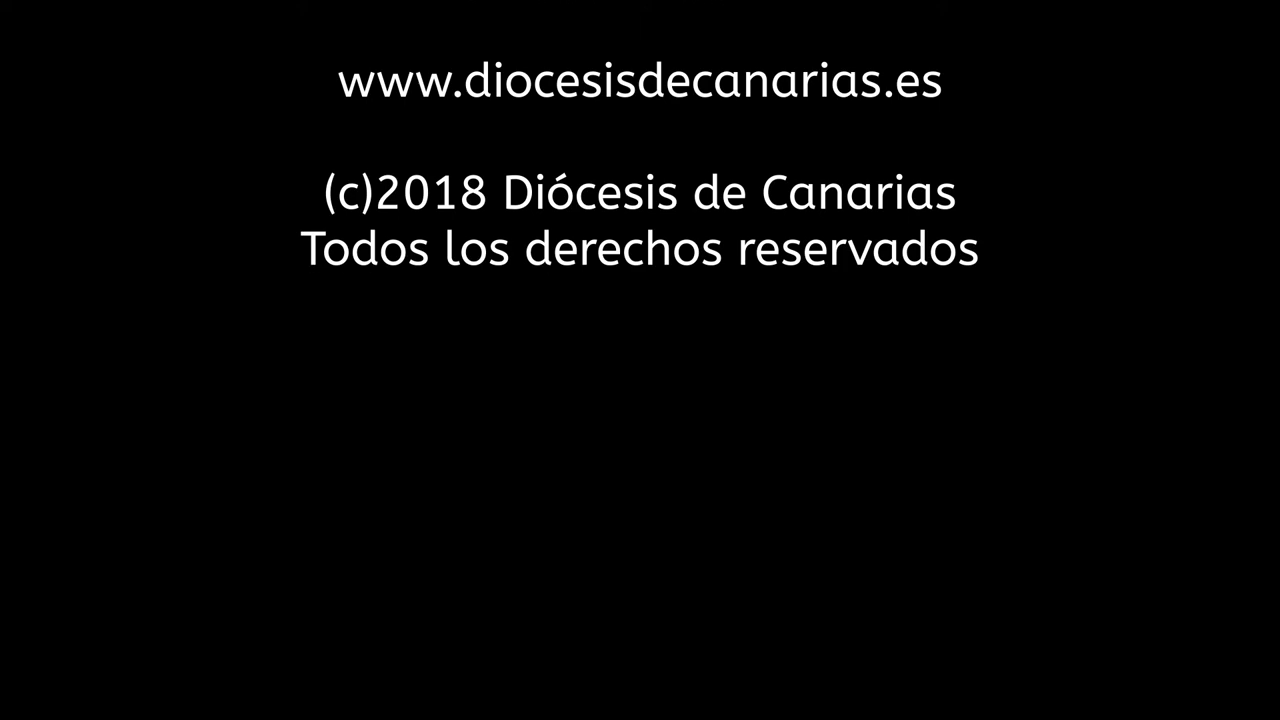 www.diocesisdecanarias.es
(c)2018 Diócesis de Canarias
Todos los derechos reservados